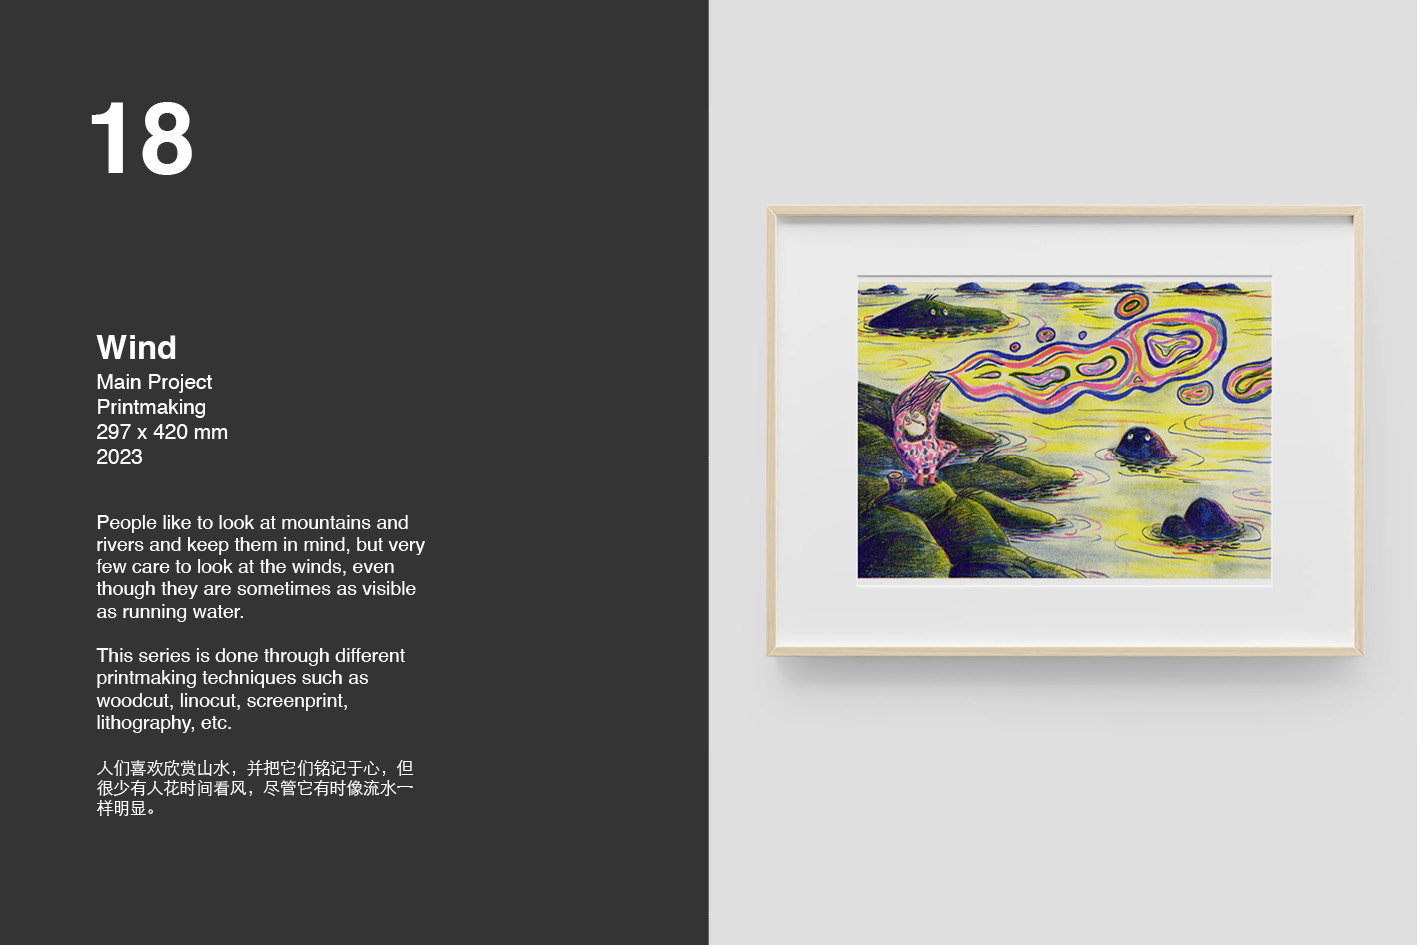 18
Wind
Main Project
Printmaking
297 x 420 mm
2023
People like to look at mountains and
rivers and keep them in mind, but very
few care to look at the winds, even
though they are sometimes as visible
as running water.
This series is done through different
printmaking techniques such as
woodcut, linocut, screenprint,
lithography, etc.
人们喜欢欣赏山水，并把它们铭记于心，但
很少有人花时间看风，尽管它有时像流水一
样明显。